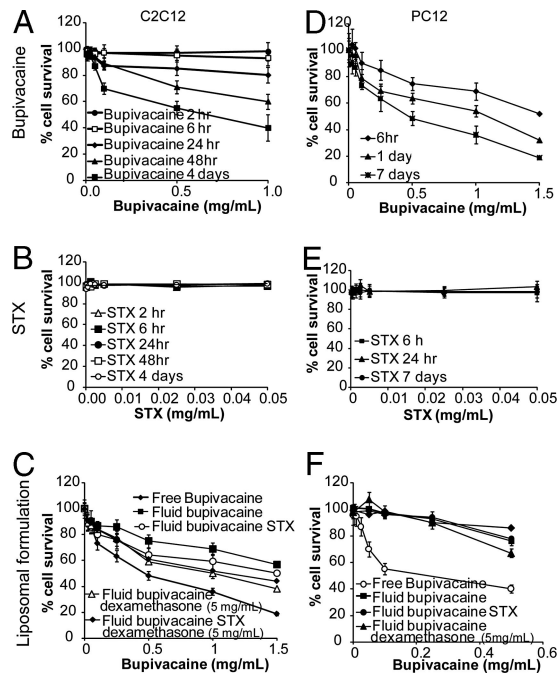 C2C12
PC12
A
Bupivacaine
% cell survival
120
100
80
60
40
20
0
Bupivacaine 2 hr
Bupivacaine 6 hr
Bupivacaine 24 hr
Bupivacaine 48hr
Bupivacaine 4 days
0.0
0.5
1.0
Bupivacaine (mg/mL)
D
% cell survival
120
100
80
60
40
20
0
6hr
1 day
7 days
0
0.5
1
1.5
Bupivacaine (mg/mL)
B
STX
% cell survival
120
100
80
60
40
20
0
STX 2 hr
STX 6 hr
STX 24hr
STX 48hr
STX 4 days
0.00
0.01
0.02
0.03
0.04
0.05
STX (mg/mL)
E
% cell survival
120
100
80
60
40
20
0
STX 6 h
STX 24 hr
STX 7 days
0.00
0.01
0.02
0.03
0.04
0.05
STX (mg/mL)
C
Liposomal formulation
% cell survival
120
100
80
60
40
20
0
Free Bupivacaine
Fluid bupivacaine
Fluid bupivacaine STX
Fluid bupivacaine
dexamethasone (5 mg/mL)
Fluid bupivacaine STX
dexamethasone (5 mg/mL)
0
0.5
1.0
1.5
Bupivacaine (mg/mL)
F
% cell survival
120
100
80
60
40
20
0
Free Bupivacaine
Fluid bupivacaine
Fluid bupivacaine STX
Fluid bupivacaine
dexamethasone (5mg/mL)
0
0.2
0.4
0.6
Bupivacaine (mg/mL)